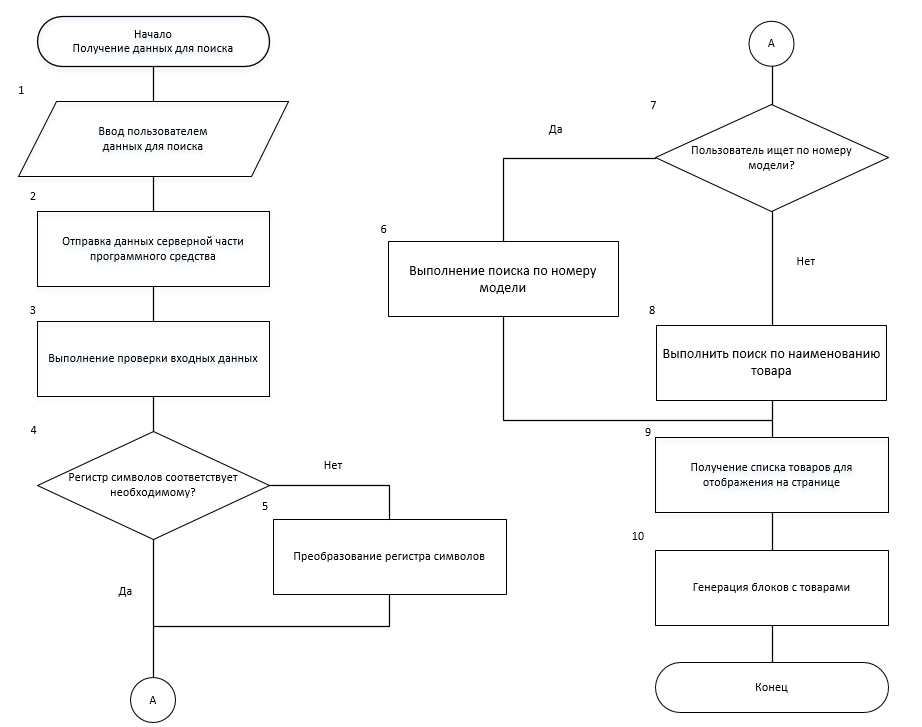 Начало
Получение данных для поиска
1
Ввод пользователем
данных для поиска
2
Отправка данных серверной части
программного средства
3
Выполнение проверки входных данных
4
Регистр символов соответствует
необходимому?
Нет
5
Преобразование регистра символов
Да
А
А
7
Пользователь ищет по номеру
модели?
Да
6
Выполнение поиска по номеру
модели
Нет
8
Выполнить поиск по наименованию
товара
9
Получение списка товаров для
отображения на странице
10
Генерация блоков с товарами
Конец